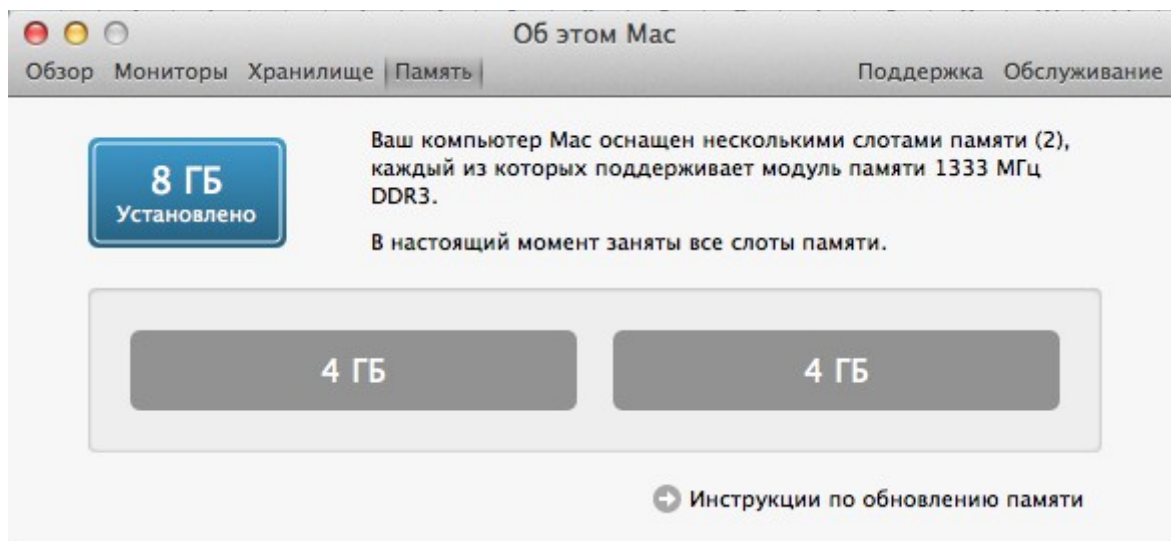 Об этом Mac
Обзор Мониторы Хранилище Память Поддержка Обслуживание
8 ГБ
Установлено
Ваш компьютер Mac оснащен несколькими слотами памяти (2),
каждый из которых поддерживает модуль памяти 1333 МГц
DDR3.
В настоящий момент заняты все слоты памяти.
4 ГБ 4 ГБ
Инструкции по обновлению памяти